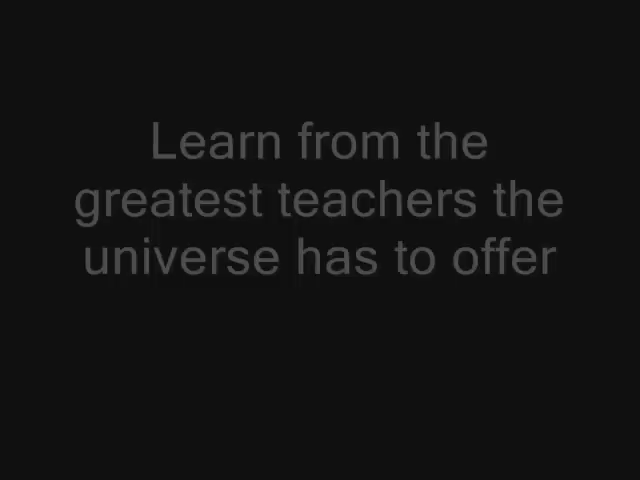 Learn from the
greatest teachers the
universe has to offer